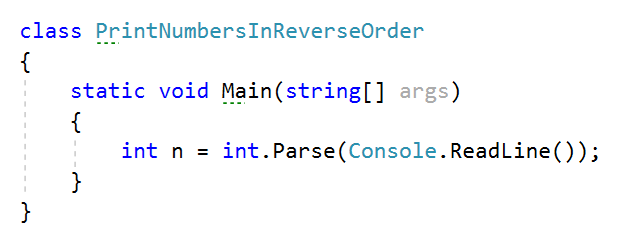 class PrintNumbersInReverseOrder
{
    static void Main(string[] args)
    {
        int n = int.Parse(Console.ReadLine());
    }
}